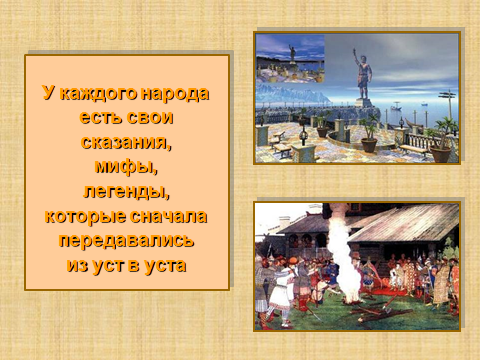 У каждого народа
есть свои
сказания,
мифы,
легенды,
которые сначала
передавались
из уст в уста